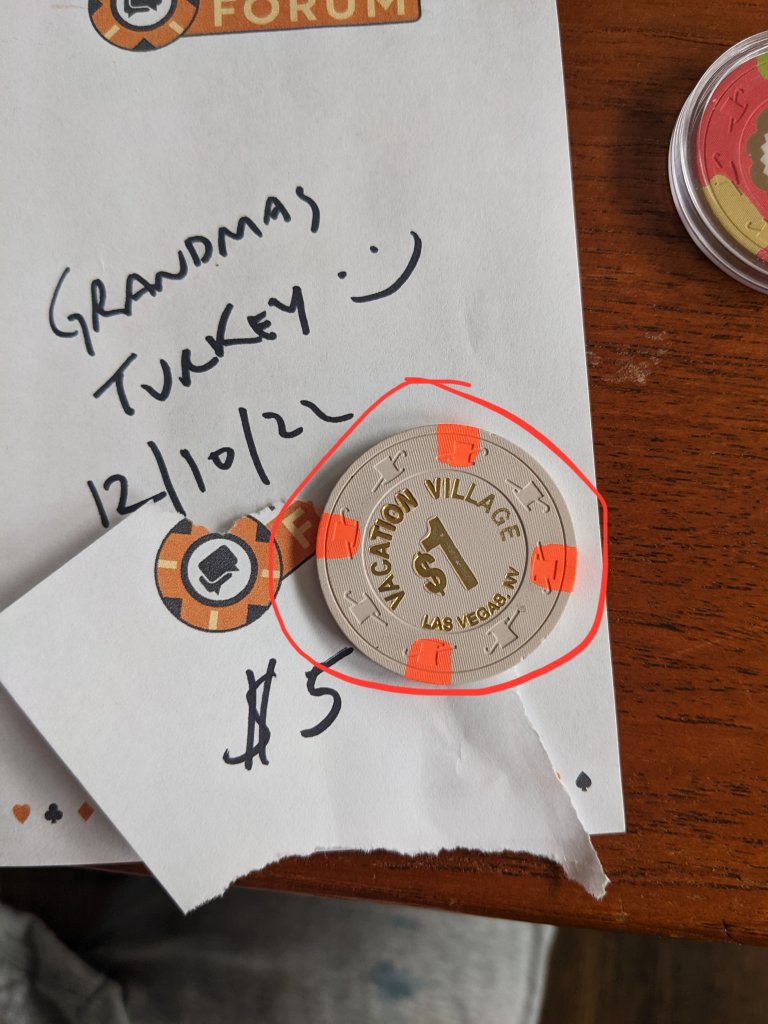 FORUM
GRANDMAS
TURKEY :)
12/10/22
F
VACATION VILLAGE
$1
LAS VEGAS, NV
$5